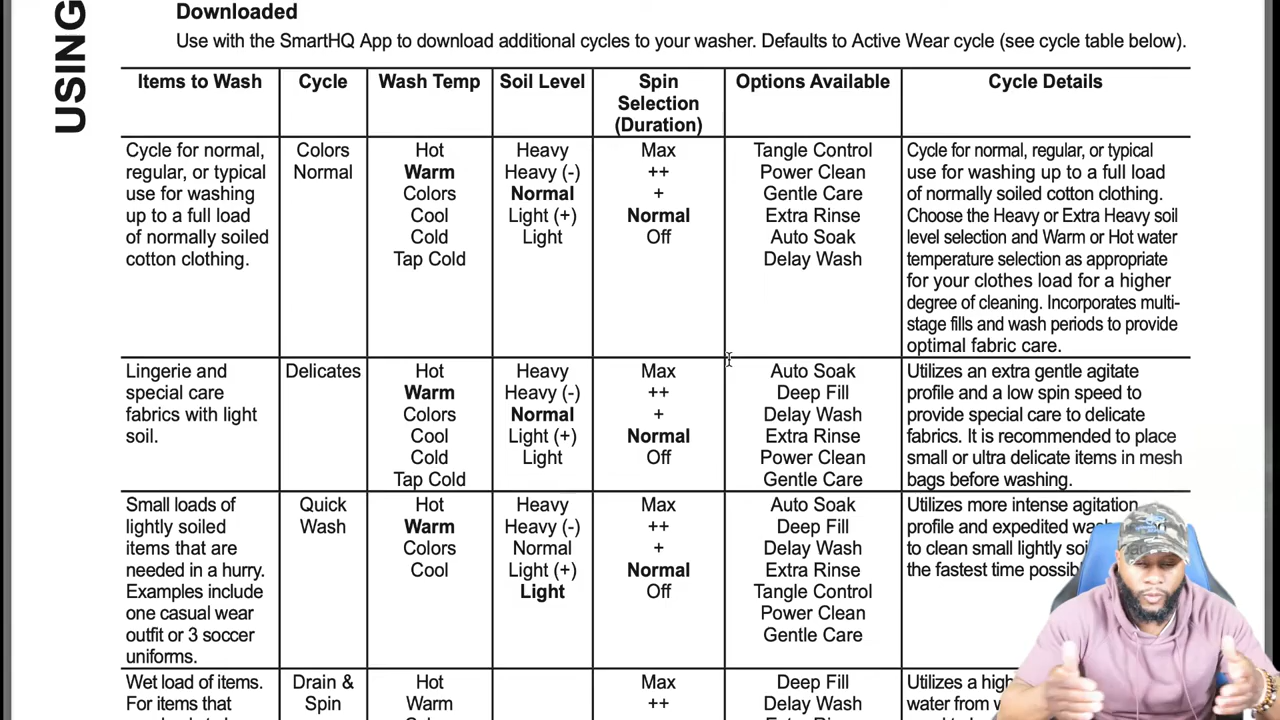 USING
Downloaded
Use with the SmartHQ App to download additional cycles to your washer. Defaults to Active Wear cycle (see cycle table below).
Items to Wash
Cycle
Wash Temp
Soil Level
Spin
Selection
(Duration)
Options Available
Cycle Details
Cycle for normal,
regular, or typical
use for washing
up to a full load
of normally soiled
cotton clothing.
Colors
Normal
Hot
Warm
Colors
Cool
Cold
Tap Cold
Heavy
Heavy (-)
Normal
Light (+)
Light
Max
++
+
Normal
Off
Tangle Control
Power Clean
Gentle Care
Extra Rinse
Auto Soak
Delay Wash
Cycle for normal, regular, or typical
use for washing up to a full load
of normally soiled cotton clothing.
Choose the Heavy or Extra Heavy soil
level selection and Warm or Hot water
temperature selection as appropriate
for your clothes load for a higher
degree of cleaning. Incorporates multi-
stage fills and wash periods to provide
optimal fabric care.
Lingerie and
special care
fabrics with light
soil.
Delicates
Hot
Warm
Colors
Cool
Cold
Tap Cold
Heavy
Heavy (-)
Normal
Light (+)
Light
Max
++
+
Normal
Off
Auto Soak
Deep Fill
Delay Wash
Extra Rinse
Power Clean
Gentle Care
Utilizes an extra gentle agitate
profile and a low spin speed to
provide special care to delicate
fabrics. It is recommended to place
small or ultra delicate items in mesh
bags before washing.
Small loads of
lightly soiled
items that are
needed in a hurry.
Examples include
one casual wear
outfit or 3 soccer
uniforms.
Quick
Wash
Hot
Warm
Colors
Cool
Heavy
Heavy (-)
Normal
Light (+)
Light
Max
++
+
Normal
Off
Auto Soak
Deep Fill
Delay Wash
Extra Rinse
Tangle Control
Power Clean
Gentle Care
Utilizes more intense agitation
profile and expedited
to clean small lightly
the fastest time
Wet load of items.
For items that
Drain &
Spin
Hot
Warm
Max
++
Deep Fill
Delay Wash
Utilizes a high
water from